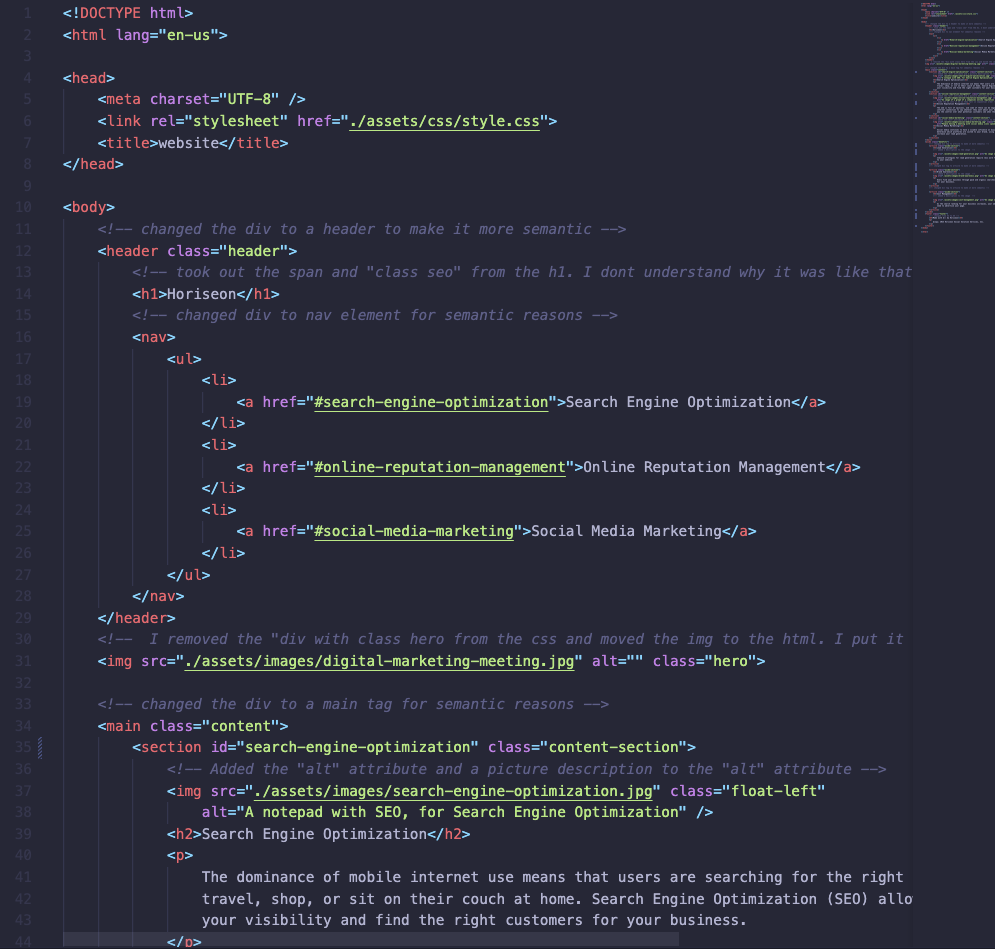 1 <!DOCTYPE html>
2 <html lang="en-us">
3
4 <head>
5 <meta charset="UTF-8" />
6 <link rel="stylesheet" href="./assets/css/style.css">
7 <title>website</title>
8 </head>
9
10 <body>
11 <!-- changed the div to a header to make it more semantic -->
12 <header class="header">
13 <!-- took out the span and "class seo" from the h1. I dont understand why it was like that
14 <h1>Horiseon</h1>
15 <!-- changed div to nav element for semantic reasons -->
16 <nav>
17 <ul>
18 <li>
19 <a href="#search-engine-optimization">Search Engine Optimization</a>
20 </li>
21 <li>
22 <a href="#online-reputation-management">Online Reputation Management</a>
23 </li>
24 <li>
25 <a href="#social-media-marketing">Social Media Marketing</a>
26 </li>
27 </ul>
28 </nav>
29 </header>
30 <!--  I removed the "div with class hero from the css and moved the img to the html. I put it
31 <img src="./assets/images/digital-marketing-meeting.jpg" alt="" class="hero">
32
33 <!-- changed the div to a main tag for semantic reasons -->
34 <main class="content">
35 <section id="search-engine-optimization" class="content-section">
36 <!-- Added the "alt" attribute and a picture description to the "alt" attribute -->
37 <img src="./assets/images/search-engine-optimization.jpg" class="float-left"
38 alt="A notepad with SEO, for Search Engine Optimization" />
39 <h2>Search Engine Optimization</h2>
40 <p>
41 The dominance of mobile internet use means that users are searching for the right
42 travel, shop, or sit on their couch at home. Search Engine Optimization (SEO) allo
43 your visibility and find the right customers for your business.
44 </p>